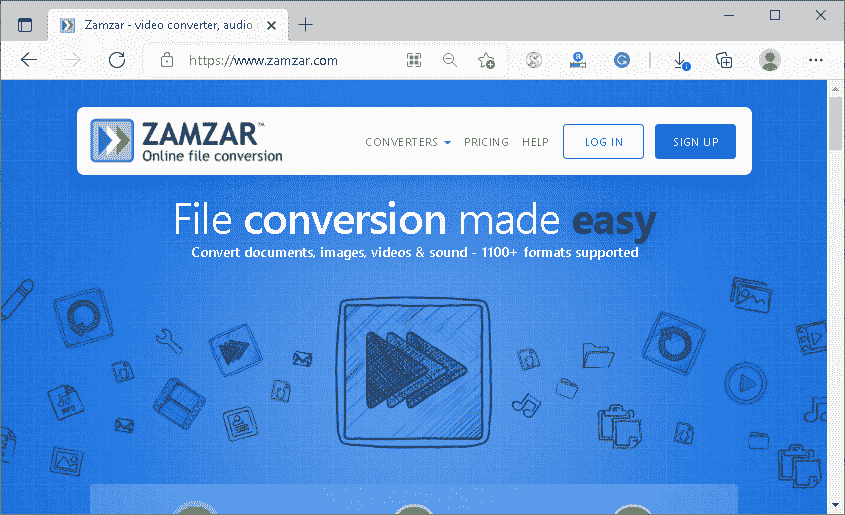 Zamzar - video converter, audio
https://www.zamzar.com
ZAMZAR™
Online file conversion
CONVERTERS
PRICING
HELP
LOG IN
SIGN UP
File conversion made easy
Convert documents, images, videos & sound - 1100+ formats supported